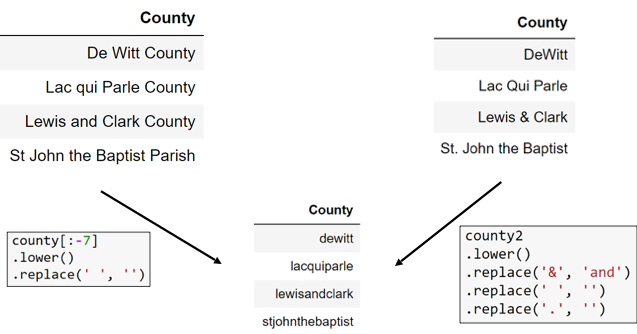 County
De Witt County
Lac qui Parle County
Lewis and Clark County
St John the Baptist Parish
County
DeWitt
Lac Qui Parle
Lewis & Clark
St. John the Baptist
county[:-7]
.lower()
.replace(' ', '')
County
dewitt
lacquiparle
lewisandclark
stjohnthebaptist
county2
.lower()
.replace('&', 'and')
.replace(' ', '')
.replace('.', '')